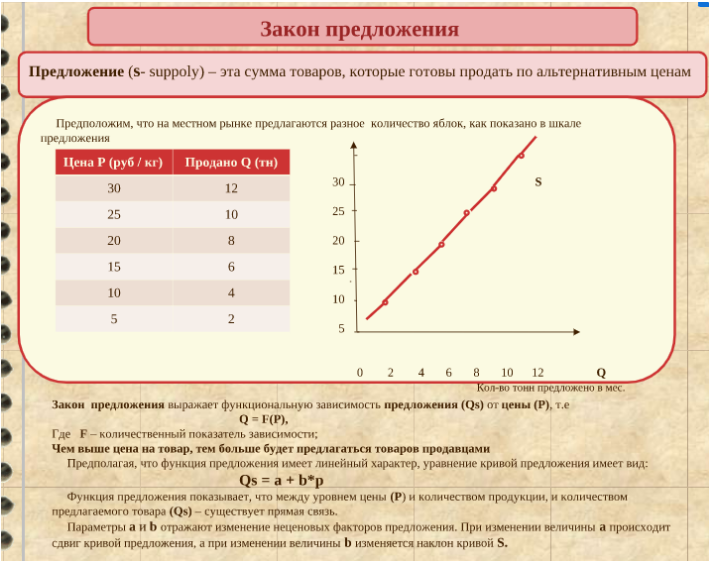 Закон предложения
Предложение (s- suppoly) – эта сумма товаров, которые готовы продать по альтернативным ценам
Предположим, что на местном рынке предлагаются разное количество яблок, как показано в шкале
предложения
Цена P (руб / кг) Продано Q (тн)
30 12
25 10
20 8
15 6
10 4
5 2
S
30
25
20
15
10
5
0 2 4 6 8 10 12 Q
Кол-во тонн предложено в мес.
Закон предложения выражает функциональную зависимость предложения (Qs) от цены (P), т.е
Q = F(P),
Где F – количественный показатель зависимости;
Чем выше цена на товар, тем больше будет предлагаться товаров продавцами
Предполагая, что функция предложения имеет линейный характер, уравнение кривой предложения имеет вид:
Qs = a + b*p
Функция предложения показывает, что между уровнем цены (P) и количеством продукции, и количеством
предлагаемого товара (Qs) – существует прямая связь.
Параметры a и b отражают изменение неценовых факторов предложения. При изменении величины a происходит
сдвиг кривой предложения, а при изменении величины b изменяется наклон кривой S.